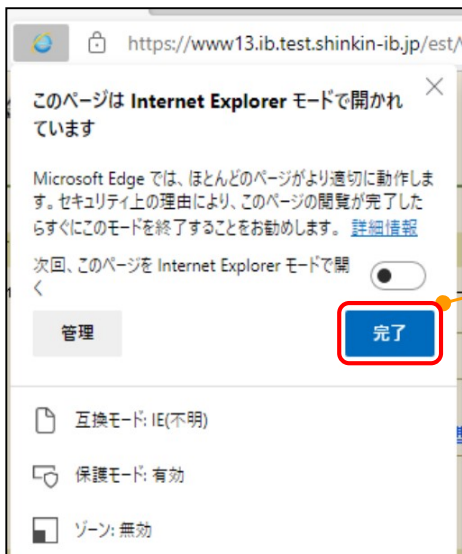 https://www13.ib.test.shinkin-ib.jp/est/
このページは Internet Explorer モードで開かれ
ています
Microsoft Edge では、ほとんどのページがより適切に動作しま
す。セキュリティ上の理由により、このページの閲覧が完了した
らすぐにこのモードを終了することをお勧めします。 詳細情報
次回、このページを Internet Explorer モードで開
く
管理
完了
互換モード: IE(不明)
保護モード: 有効
ゾーン: 無効